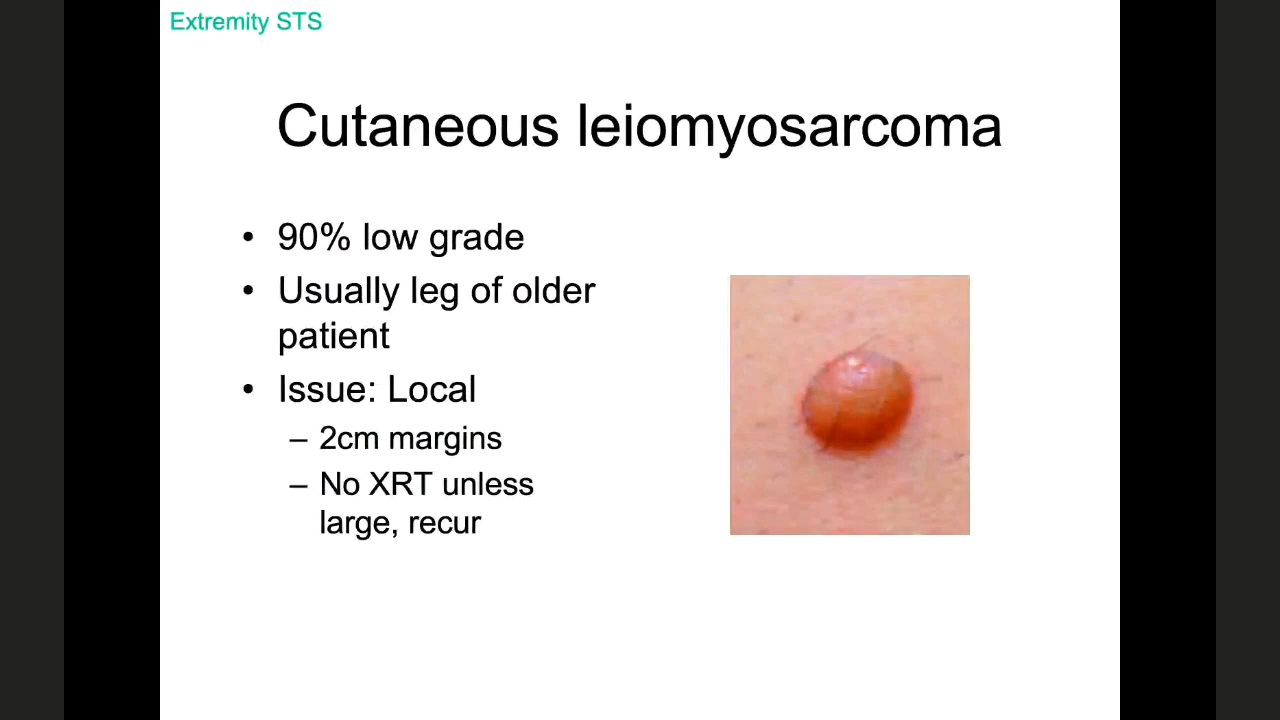 Extremity STS
Cutaneous leiomyosarcoma
• 90% low grade
• Usually leg of older
patient
• Issue: Local
– 2cm margins
– No XRT unless
large, recur